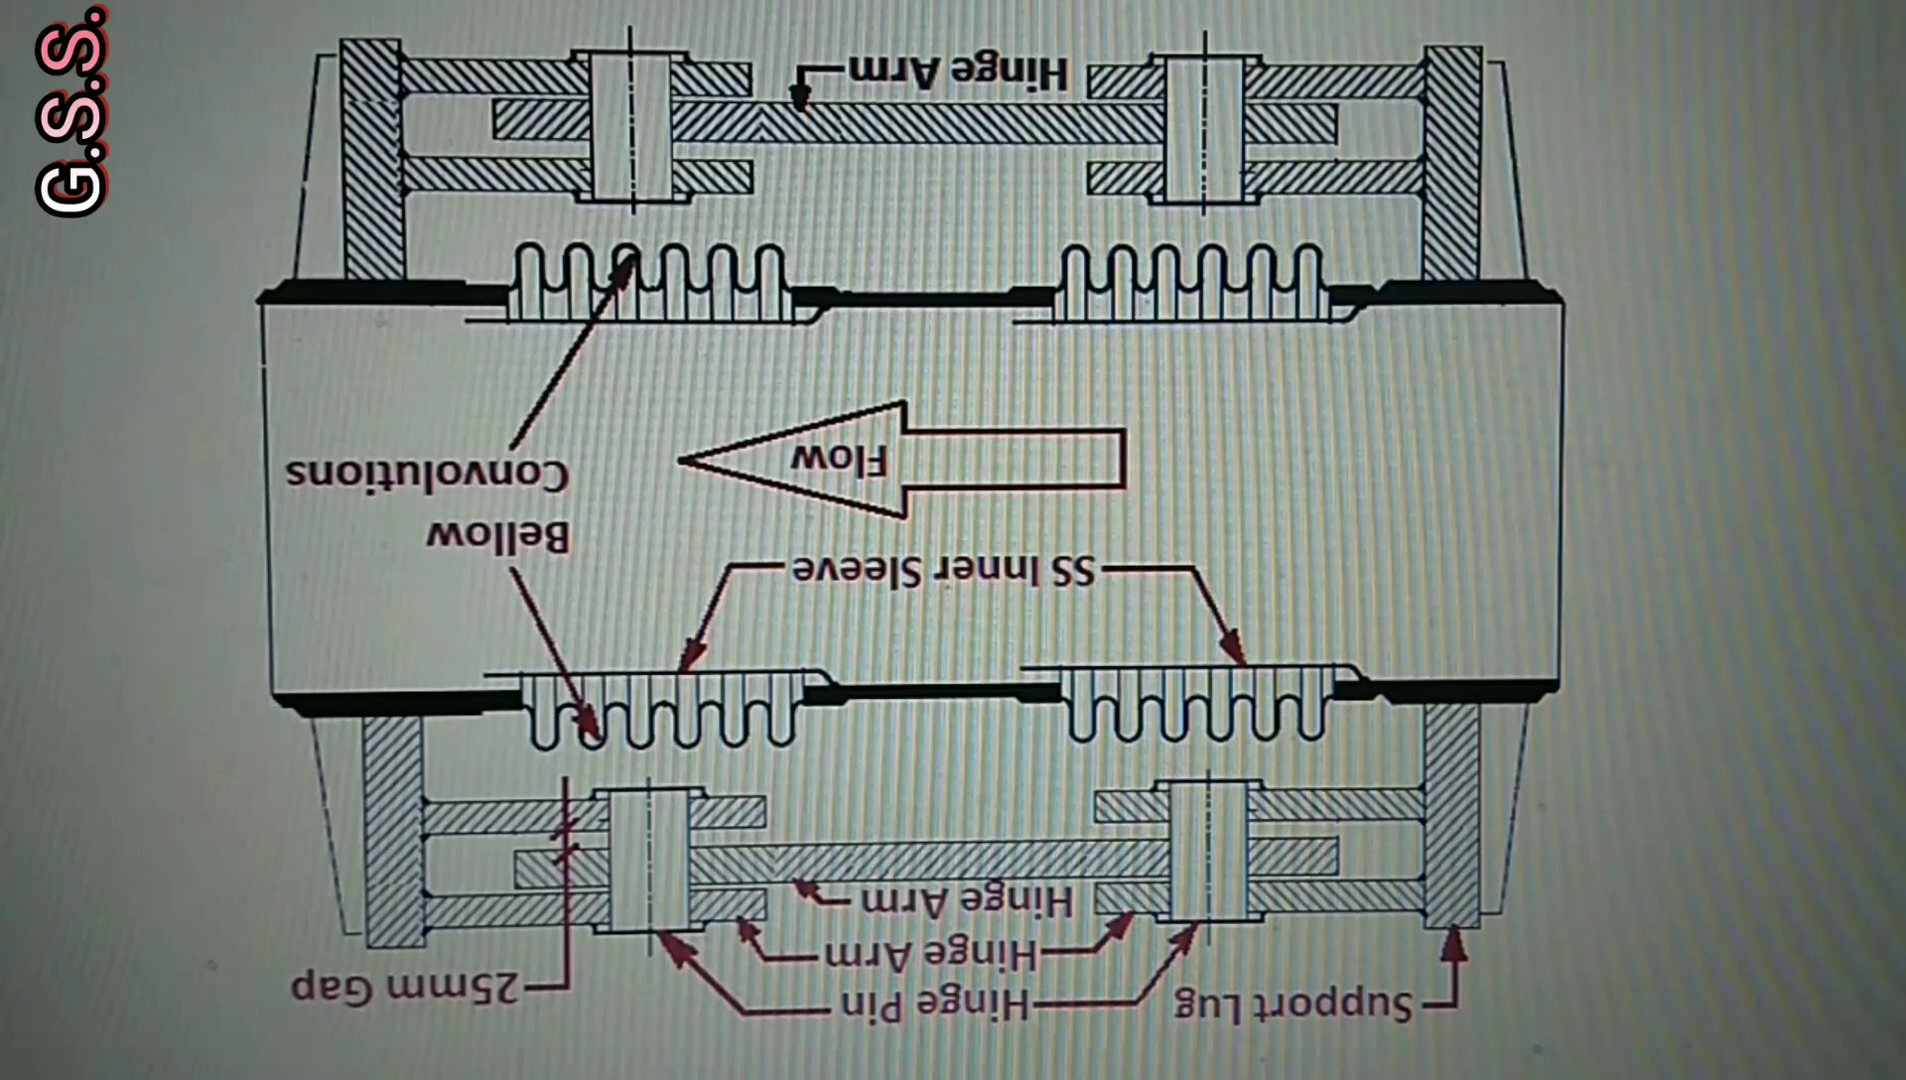 Support Lug
Hinge Pin
25mm Gap
Hinge Arm
Hinge Arm
SS Inner Sleeve
Bellow
Convolutions
Flow
Hinge Arm
G.S.S.